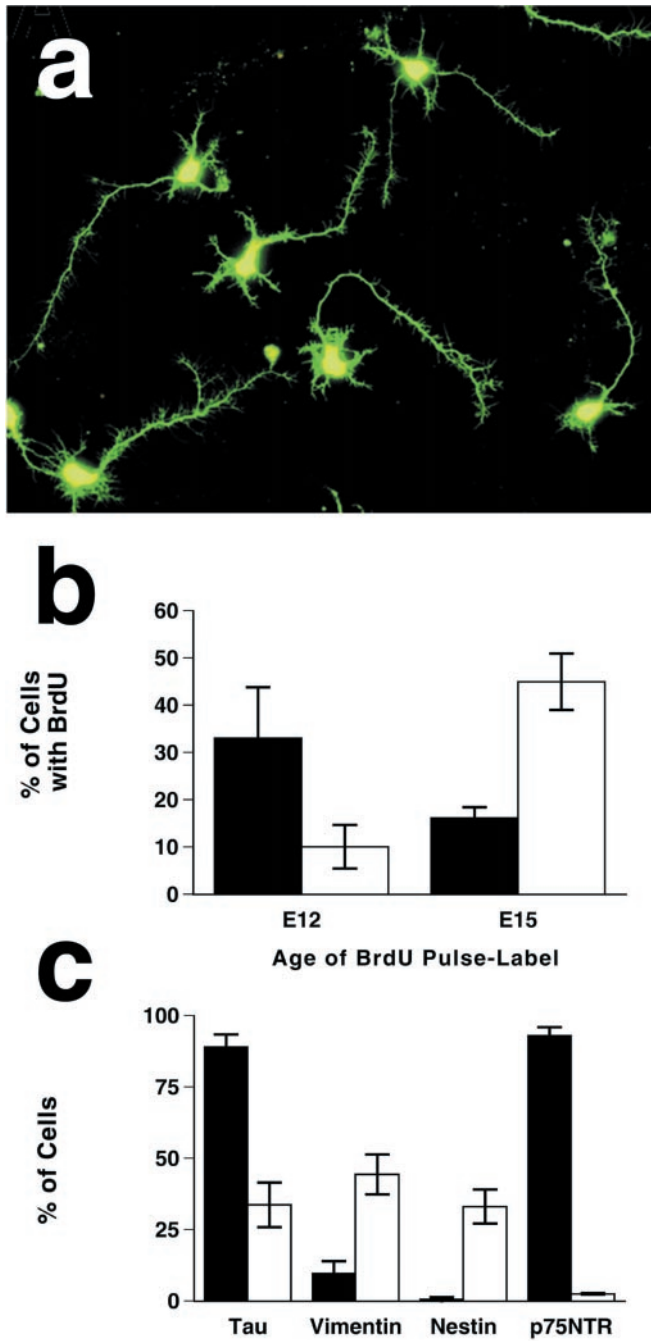 a
b
% of Cells
with BrdU
60
50
40
30
20
10
0
E12 E15
Age of BrdU Pulse-Label
c
% of Cells
100
75
50
25
0
Tau Vimentin Nestin p75NTR